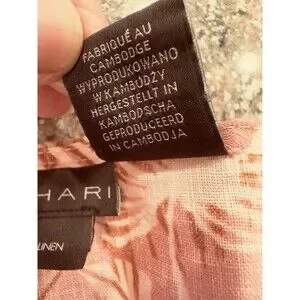 FABRIQUÉ AU
CAMBODGE
WYPRODUKOWANO
W KAMBODŻY
HERGESTELLT IN
KAMBODSCHA
GEPRODUCEERD
IN CAMBODJA
HARI
LINEN